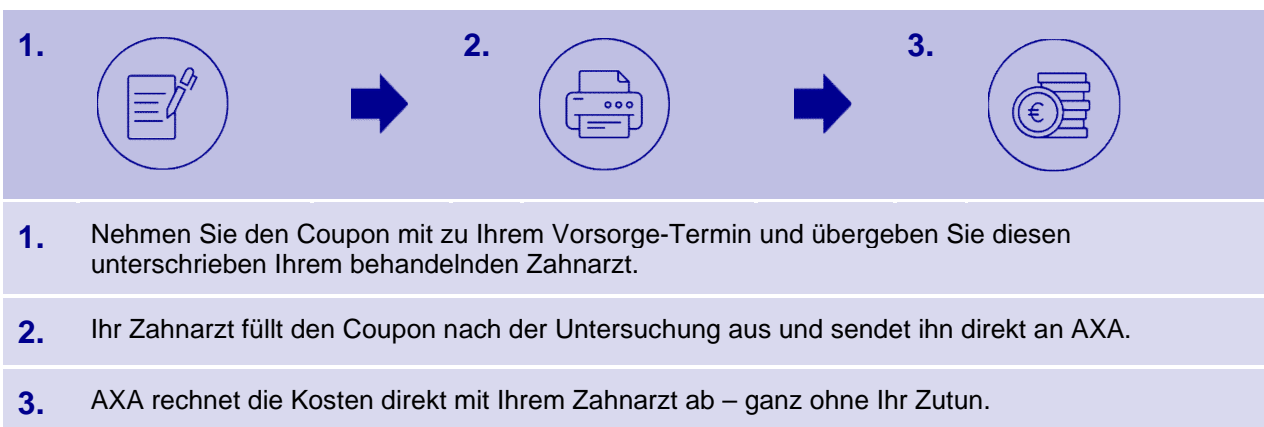 1.
2.
3.
€
1. Nehmen Sie den Coupon mit zu Ihrem Vorsorge-Termin und übergeben Sie diesen
unterschrieben Ihrem behandelnden Zahnarzt.
2. Ihr Zahnarzt füllt den Coupon nach der Untersuchung aus und sendet ihn direkt an AXA.
3. AXA rechnet die Kosten direkt mit Ihrem Zahnarzt ab – ganz ohne Ihr Zutun.